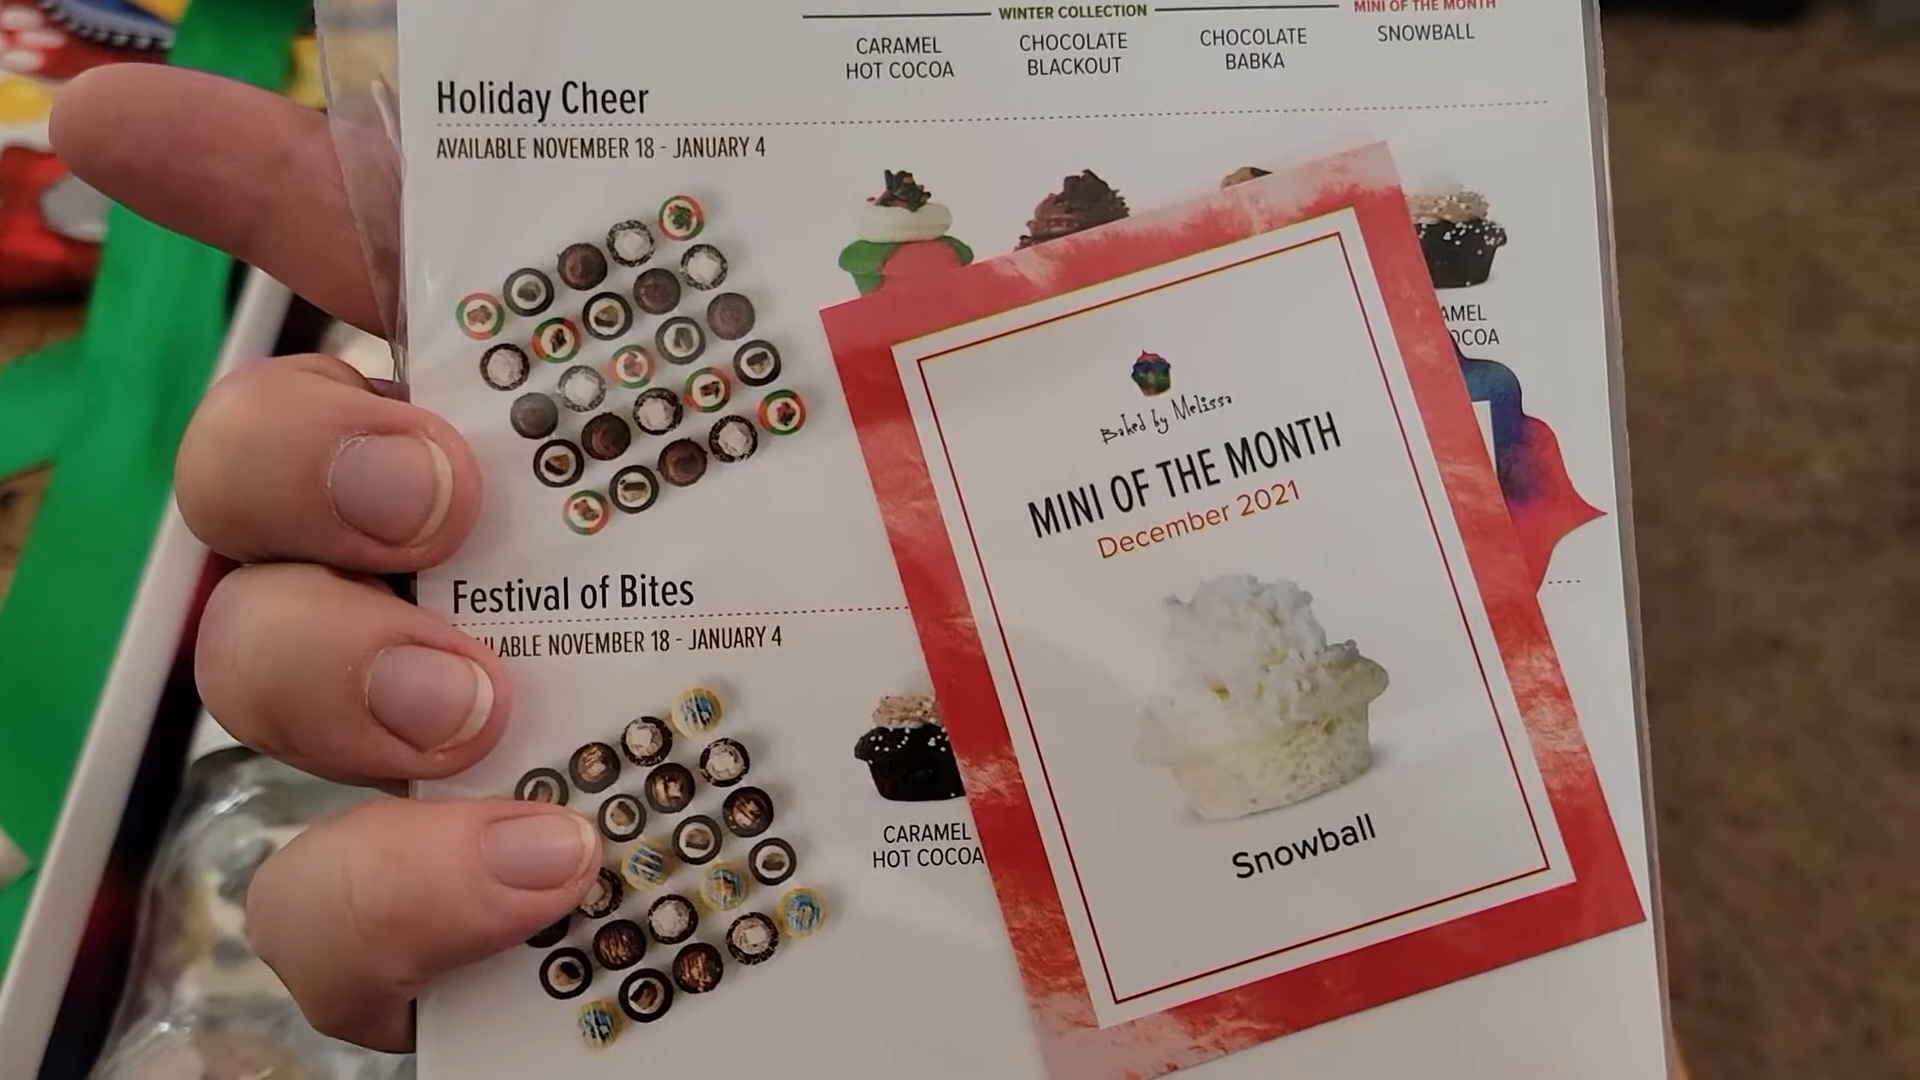 WINTER COLLECTION
MINI OF THE MONTH
CARAMEL
HOT COCOA
CHOCOLATE
BLACKOUT
CHOCOLATE
BABKA
SNOWBALL
Holiday Cheer
AVAILABLE NOVEMBER 18 - JANUARY 4
AMEL
OCOA
Baked by Melissa
MINI OF THE MONTH
December 2021
Snowball
Festival of Bites
ILABLE NOVEMBER 18 - JANUARY 4
CARAMEL
HOT COCOA